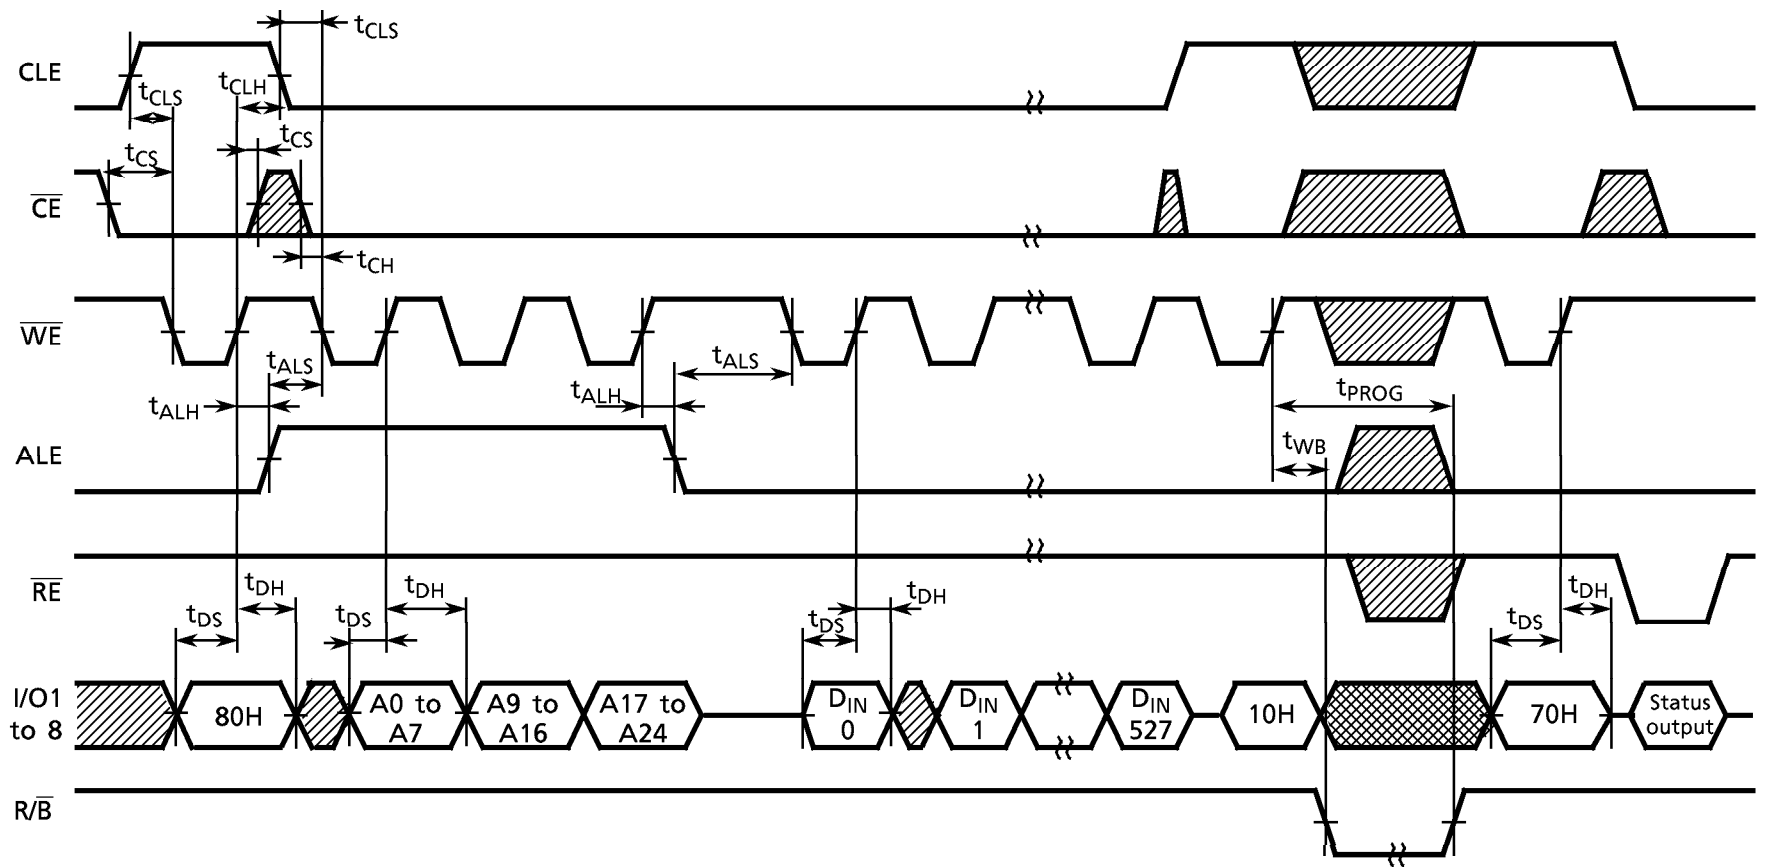 tCLS
CLE
tCLS
tCLH
tCS
tCS
CE
tCH
WE
tALS
tALS
tALH
tALH
tPROG
tWB
ALE
RE
tDH
tDH
tDH
tDH
tDS
tDS
tDS
tDS
I/O1
to 8
80H
A0 to
A7
A9 to
A16
A17 to
A24
DIN
0
DIN
1
DIN
527
10H
70H
Status
output
R/B